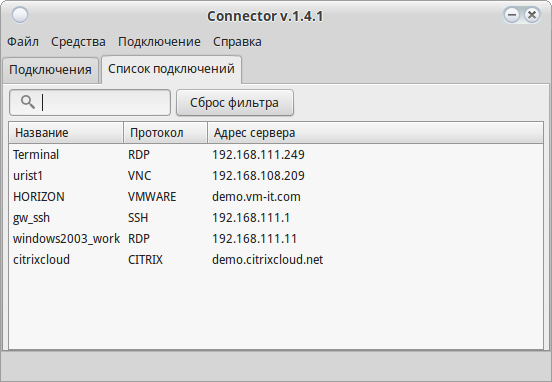 Connector v.1.4.1
Файл Средства Подключение Справка
Подключения Список подключений
Сброс фильтра
Название Протокол Адрес сервера
Terminal RDP 192.168.111.249
urist1 VNC 192.168.108.209
HORIZON VMWARE demo.vm-it.com
gw_ssh SSH 192.168.111.1
windows2003_work RDP 192.168.111.11
citrixcloud CITRIX demo.citrixcloud.net